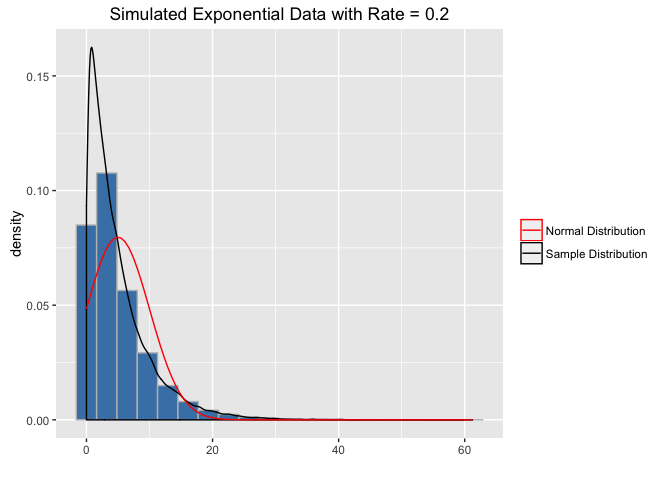 Simulated Exponential Data with Rate = 0.2
density
0.15
0.10
0.05
0.00
0 20 40 60
Normal Distribution
Sample Distribution